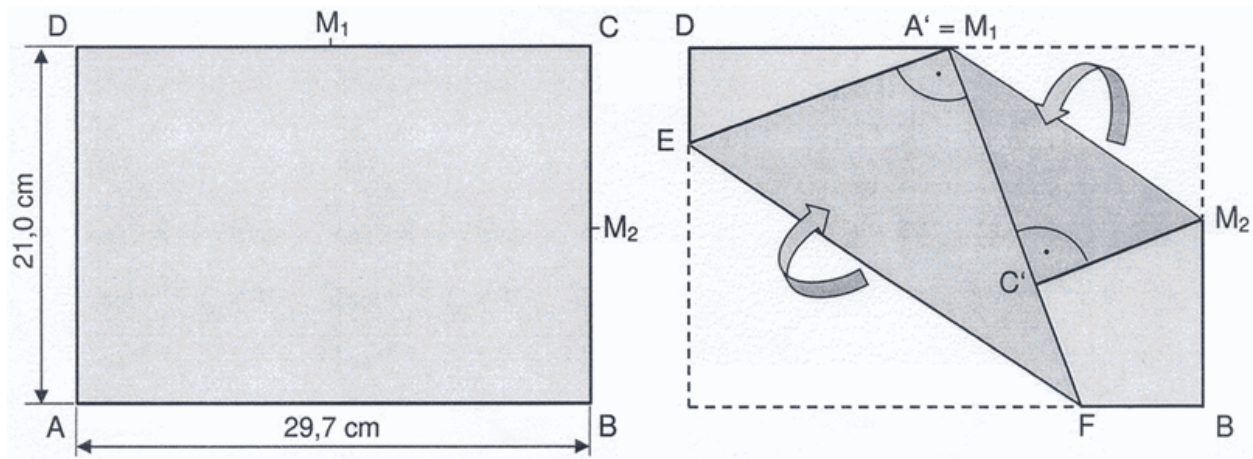 D M₁ C
21,0 cm
M₂
A 29,7 cm B
D A‘ = M₁
E
M₂
C‘
F B